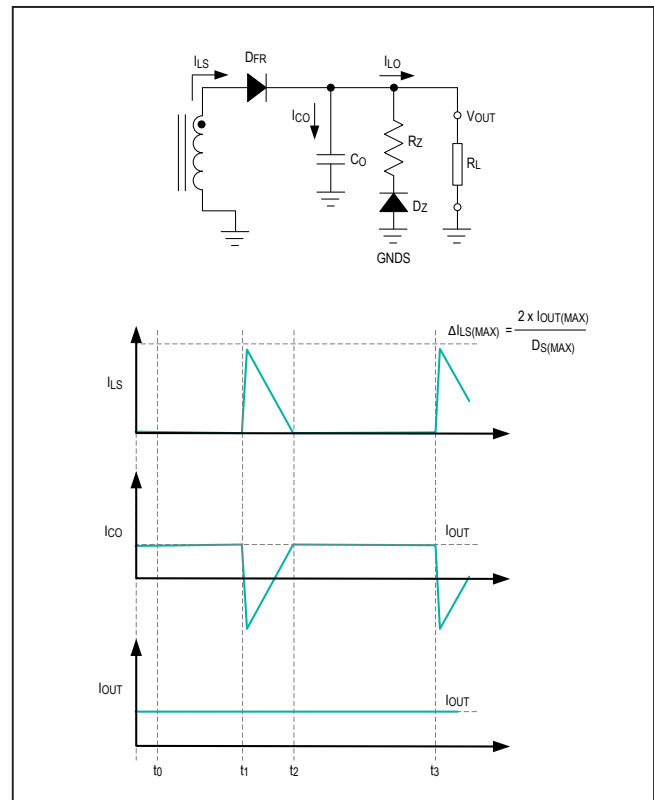 ILS
DFR
ILO
ICO
CO
RZ
DZ
GNDS
VOUT
RL
ΔILS(MAX) = 2 x IOUT(MAX) / DS(MAX)
ILS
ICO
IOUT
IOUT
IOUT
t0
t1
t2
t3